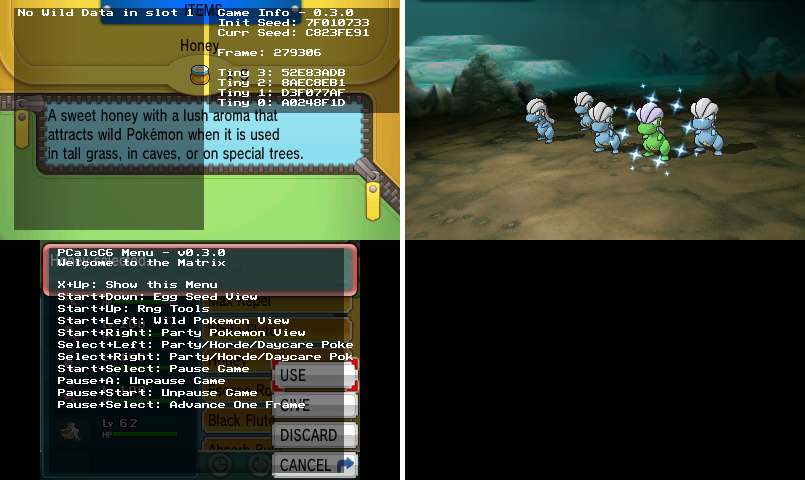 ITEMS
No Wild Data in slot 1
Game Info - 0.3.0
Init Seed: 7F010733
Curr Seed: C823FE91
Honey
Frame: 279306
Tiny 3: 52E83ADB
Tiny 2: 8AEC8EB1
Tiny 1: D3F077AF
Tiny 0: A0248F1D
A sweet honey with a lush aroma that
attracts wild Pokémon when it is used
in tall grass, in caves, or on special trees.
PCalcG6 Menu - v0.3.0
Welcome to the Matrix
X+Up: Show this Menu
Start+Down: Egg Seed View
Start+Up: Rng Tools
Start+Left: Wild Pokemon View
Start+Right: Party Pokemon View
Select+Left: Party/Horde/Daycare Poke
Select+Right: Party/Horde/Daycare Pok
Start+Select: Pause Game
Pause+A: Unpause Game
Pause+Start: Unpause Game
Pause+Select: Advance One Frame
Max Repel
USE
GIVE
Black Flute
DISCARD
Lv 62
HP
CANCEL